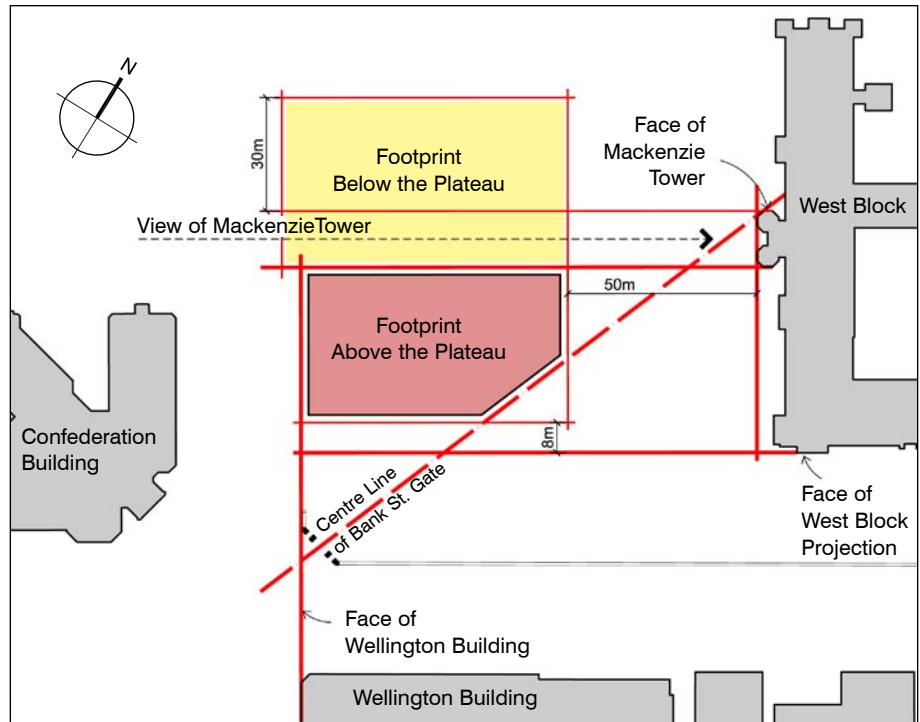 N
30m
Footprint
Below the Plateau
Face of
Mackenzie
Tower
West Block
View of MackenzieTower
50m
Footprint
Above the Plateau
Confederation
Building
8m
Centre Line
of Bank St. Gate
Face of
West Block
Projection
Face of
Wellington Building
Wellington Building